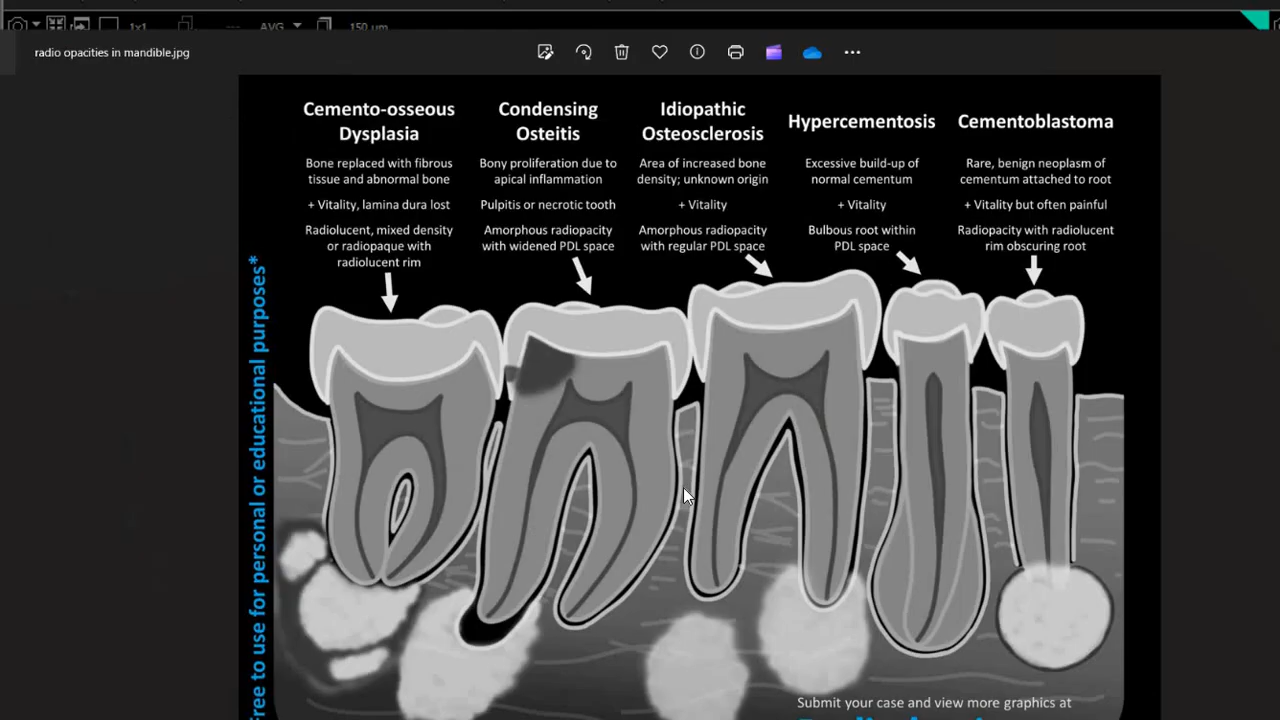 1x1
AVG
150 µm
radio opacities in mandible.jpg
Cemento-osseous
Dysplasia
Bone replaced with fibrous
tissue and abnormal bone
+ Vitality, lamina dura lost
Radiolucent, mixed density
or radiopaque with
radiolucent rim
Condensing
Osteitis
Bony proliferation due to
apical inflammation
Pulpitis or necrotic tooth
Amorphous radiopacity
with widened PDL space
Idiopathic
Osteosclerosis
Area of increased bone
density; unknown origin
+ Vitality
Amorphous radiopacity
with regular PDL space
Hypercementosis
Excessive build-up of
normal cementum
+ Vitality
Bulbous root within
PDL space
Cementoblastoma
Rare, benign neoplasm of
cementum attached to root
+ Vitality but often painful
Radiopacity with radiolucent
rim obscuring root
Free to use for personal or educational purposes*
Submit your case and view more graphics at